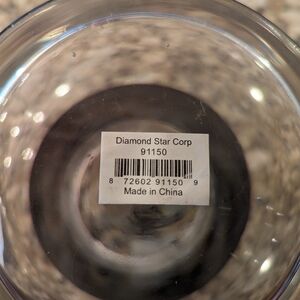 Diamond Star Corp
91150
8 72602 91150 9
Made in China